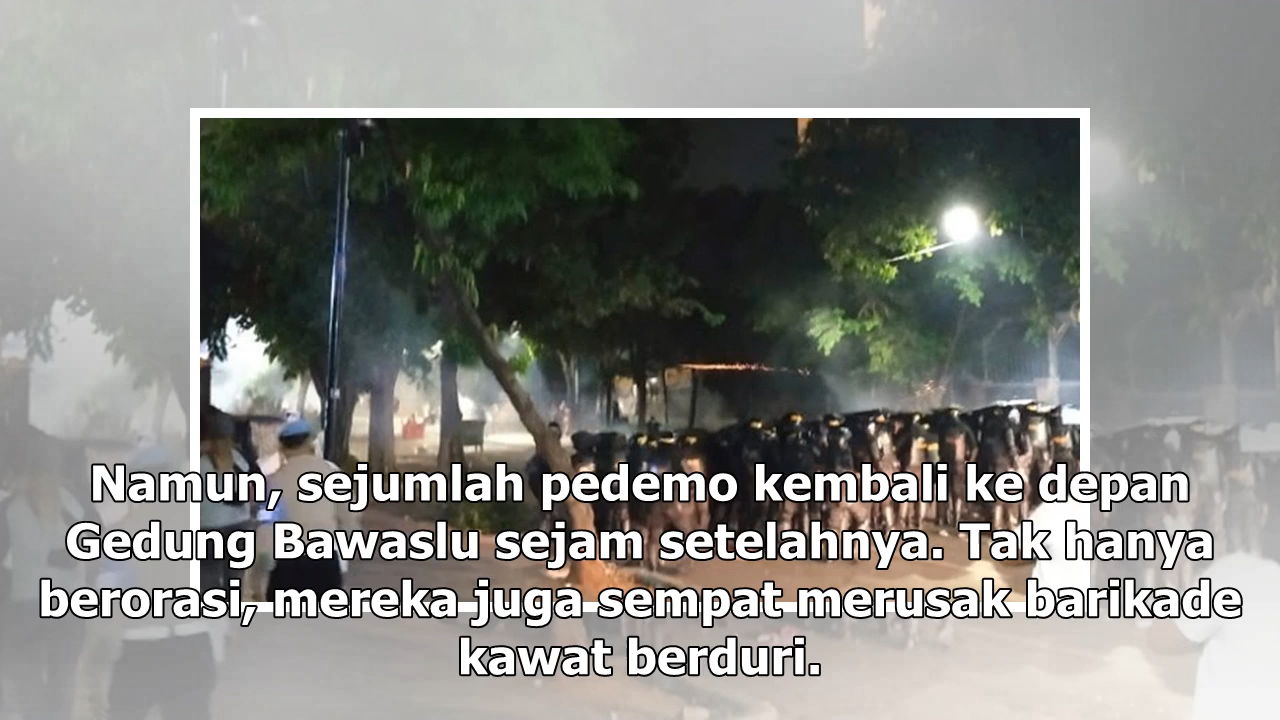 Namun, sejumlah pedemo kembali ke depan
Gedung Bawaslu sejam setelahnya. Tak hanya
berorasi, mereka juga sempat merusak barikade
kawat berduri.